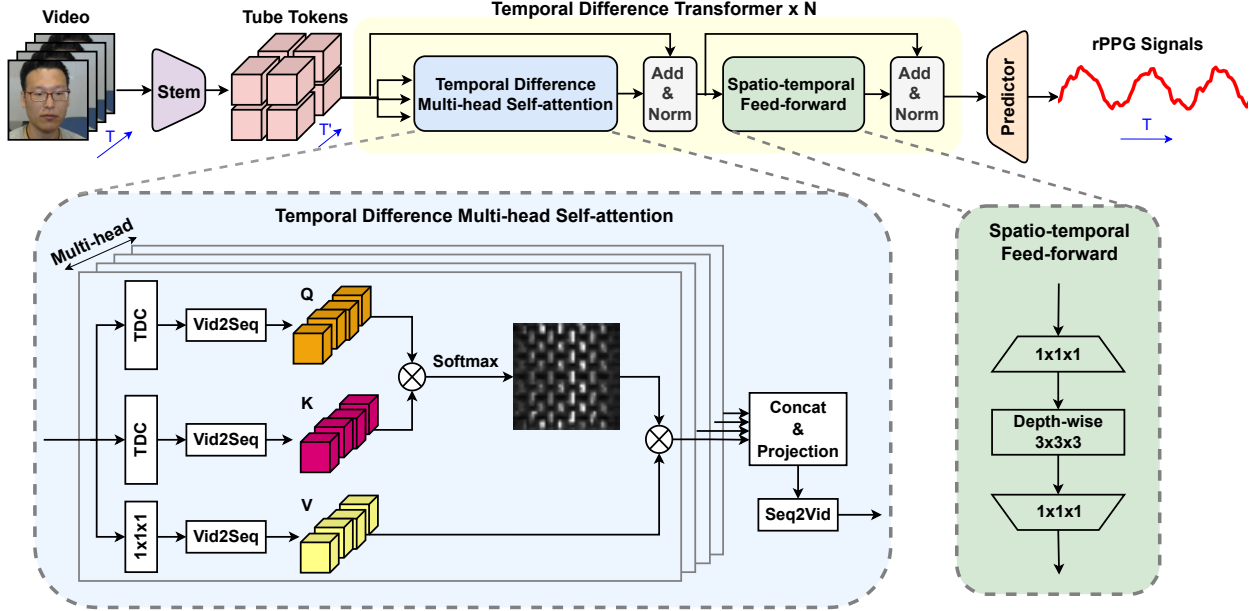 Video
Tube Tokens
Temporal Difference Transformer x N
rPPG Signals
Stem
Temporal Difference
Multi-head Self-attention
Add
&
Norm
Spatio-temporal
Feed-forward
Add
&
Norm
Predictor
T
T'
T
Temporal Difference Multi-head Self-attention
Multi-head
TDC
Vid2Seq
Q
Softmax
TDC
Vid2Seq
K
1x1x1
Vid2Seq
V
Concat
&
Projection
Seq2Vid
Spatio-temporal
Feed-forward
1x1x1
Depth-wise
3x3x3
1x1x1